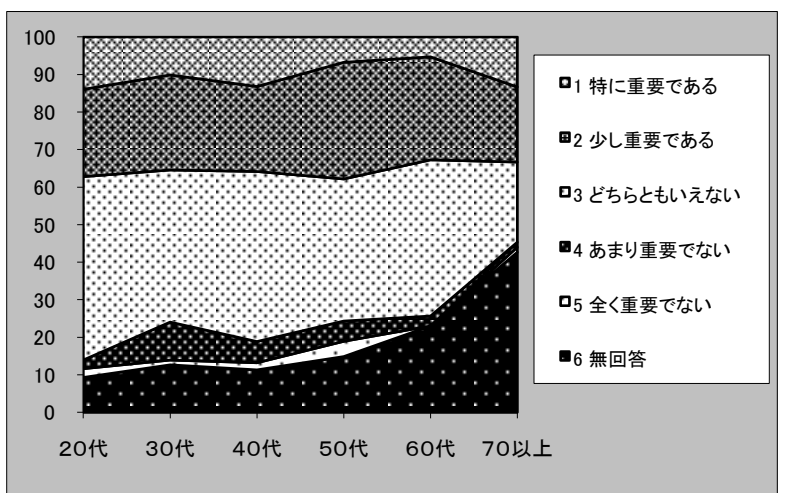 100
90
80
70
60
50
40
30
20
10
0
20代 30代 40代 50代 60代 70以上
1 特に重要である
2 少し重要である
3 どちらともいえない
4 あまり重要でない
5 全く重要でない
6 無回答